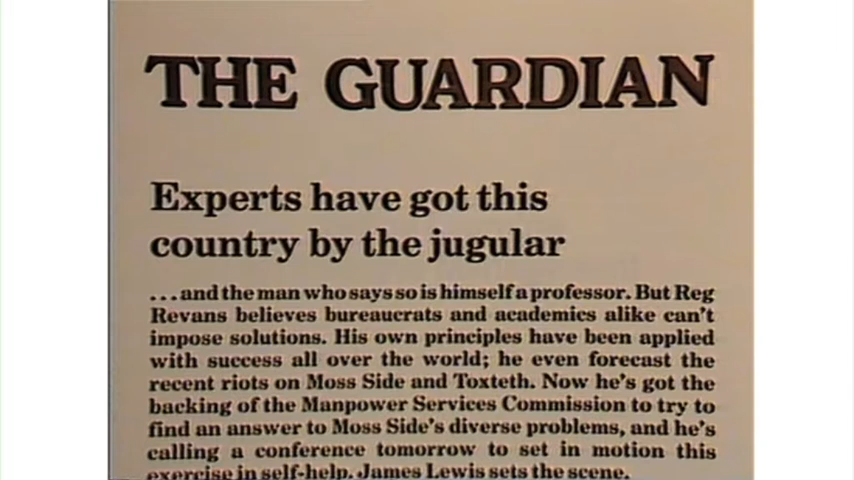 THE GUARDIAN
Experts have got this
country by the jugular
...and the man who says so is himself a professor. But Reg
Revans believes bureaucrats and academics alike can't
impose solutions. His own principles have been applied
with success all over the world; he even forecast the
recent riots on Moss Side and Toxteth. Now he's got the
backing of the Manpower Services Commission to try to
find an answer to Moss Side's diverse problems, and he's
calling a conference tomorrow to set in motion this
exercise in self-help. James Lewis sets the scene.